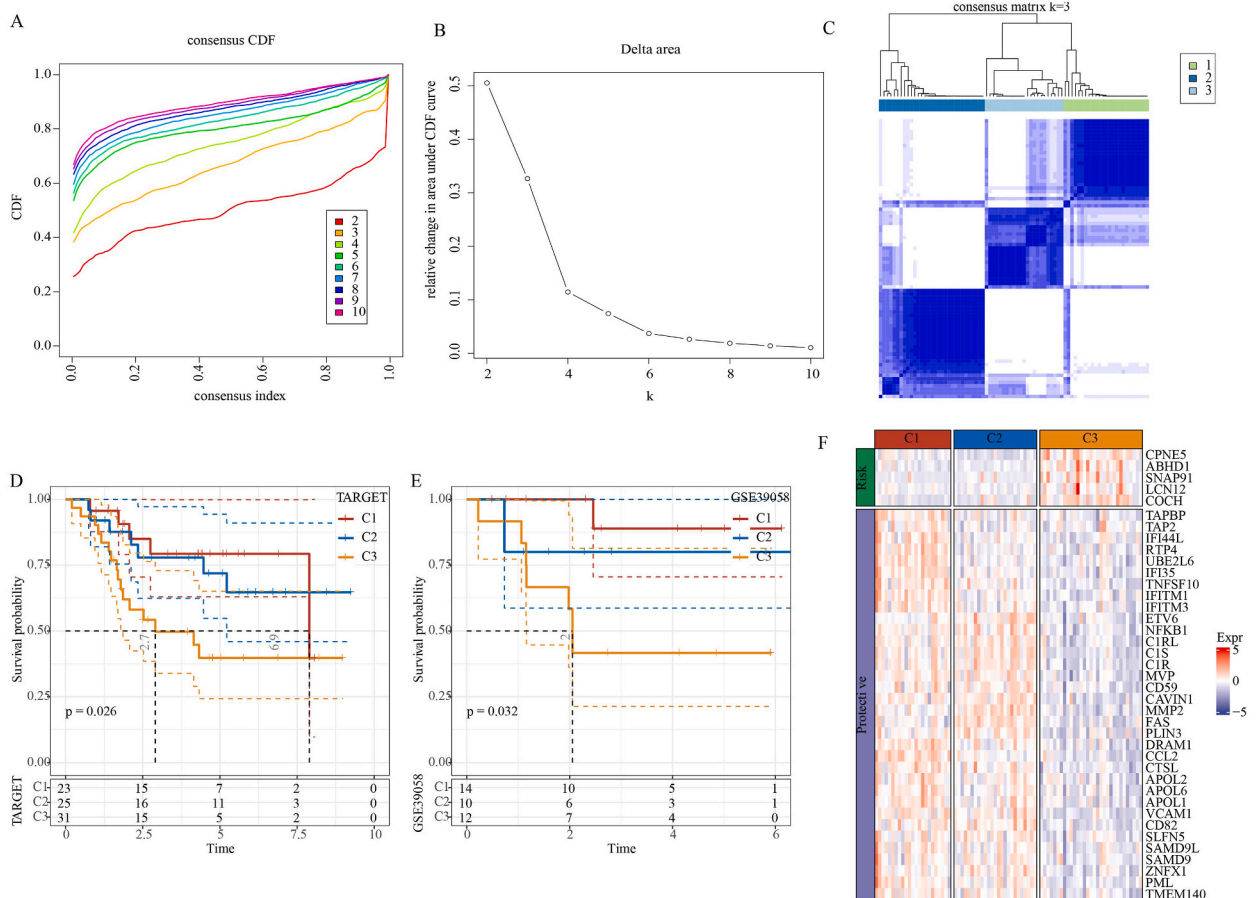 A
consensus CDF
CDF
1.0
0.8
0.6
0.4
0.2
0.0
0.0
0.2
0.4
0.6
0.8
1.0
consensus index
2
3
4
5
6
7
8
9
10
B
Delta area
relative change in area under CDF curve
0.5
0.4
0.3
0.2
0.1
0.0
2
4
6
8
10
k
C
consensus matrix k=3
1
2
3
D
TARGET
C1
C2
C3
Survival probability
1.00
0.75
0.50
0.25
0.00
2.7
6.9
p = 0.026
TARGET
C1 23 15 7 2 0
C2 25 16 11 3 0
C3 31 15 5 2 0
0 2.5 5 7.5 10
Time
E
GSE39058
C1
C2
C3
Survival probability
1.00
0.75
0.50
0.25
0.00
2
p = 0.032
GSE39058
C1 14 10 5 1
C2 10 6 3 1
C3 12 7 4 0
0 2 4 6
Time
F
C1 C2 C3
Risk
Protective
CPNE5
ABHD1
SNAP91
LCN12
COCH
TAPBP
TAP2
IFI44L
RTP4
UBE2L6
IFI35
TNFSF10
IFITM1
IFITM3
ETV6
NFKB1
C1RL
C1S
C1R
MVP
CD59
CAVIN1
MMP2
FAS
PLIN3
DRAM1
CCL2
CTSL
APOL2
APOL6
APOL1
VCAM1
CD82
SLFN5
SAMD9L
SAMD9
ZNFX1
PML
TMEM140
Expr
5
0
−5